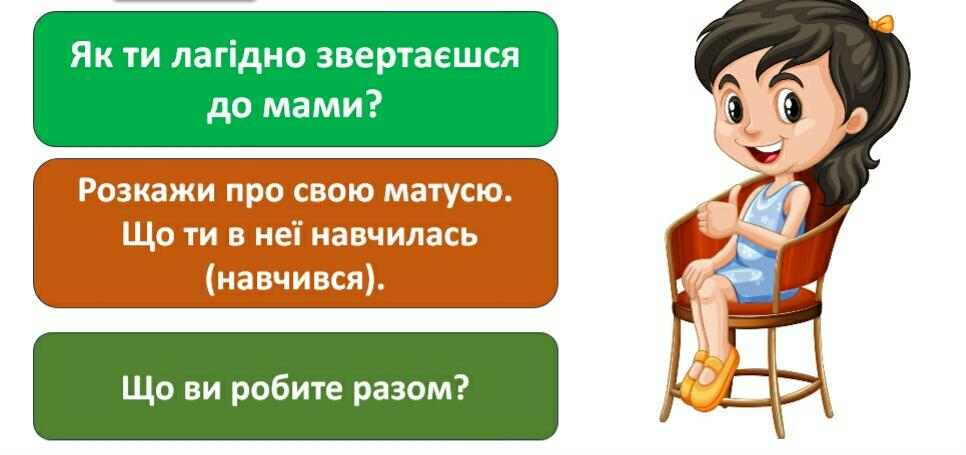 Як ти лагідно звертаєшся
до мами?
Розкажи про свою матусю.
Що ти в неї навчилась
(навчився).
Що ви робите разом?